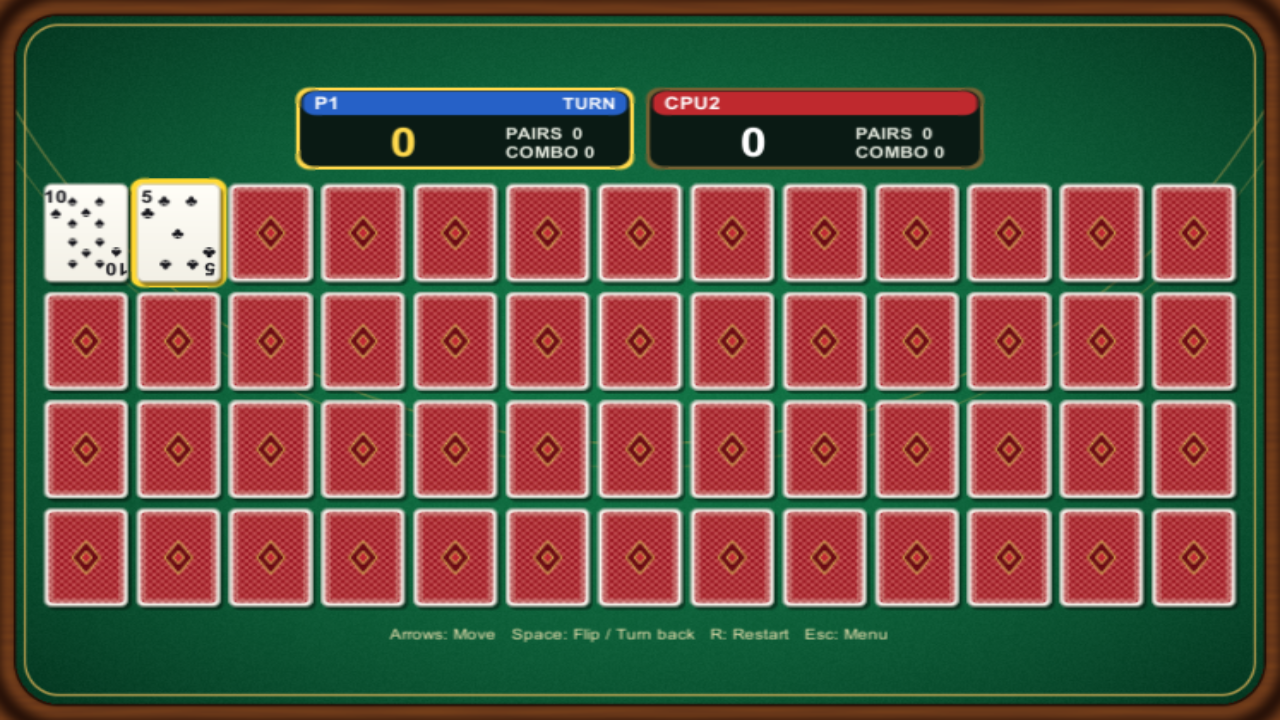 P1 TURN
0
PAIRS 0
COMBO 0
CPU2
0
PAIRS 0
COMBO 0
10
10
5
5
Arrows: Move Space: Flip / Turn back R: Restart Esc: Menu